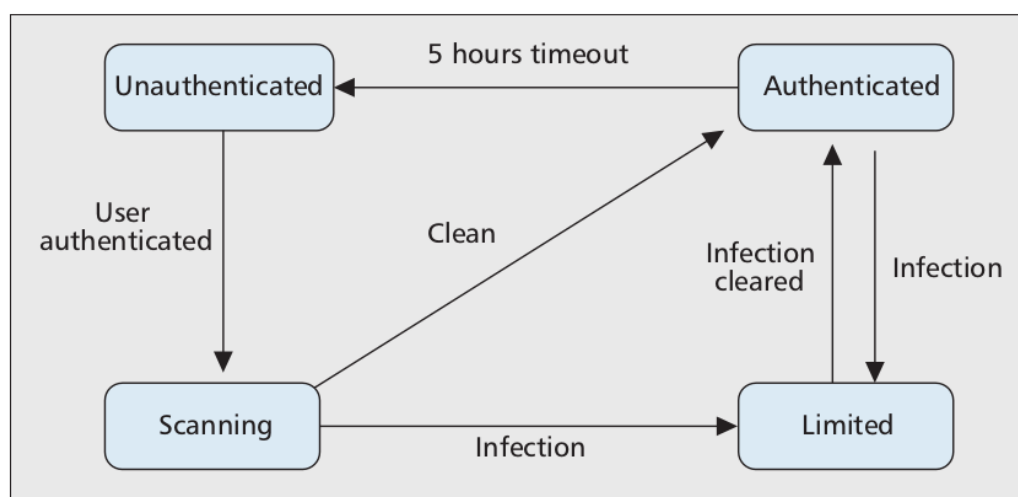 5 hours timeout
Unauthenticated
Authenticated
User
authenticated
Clean
Infection
cleared
Infection
Scanning
Infection
Limited